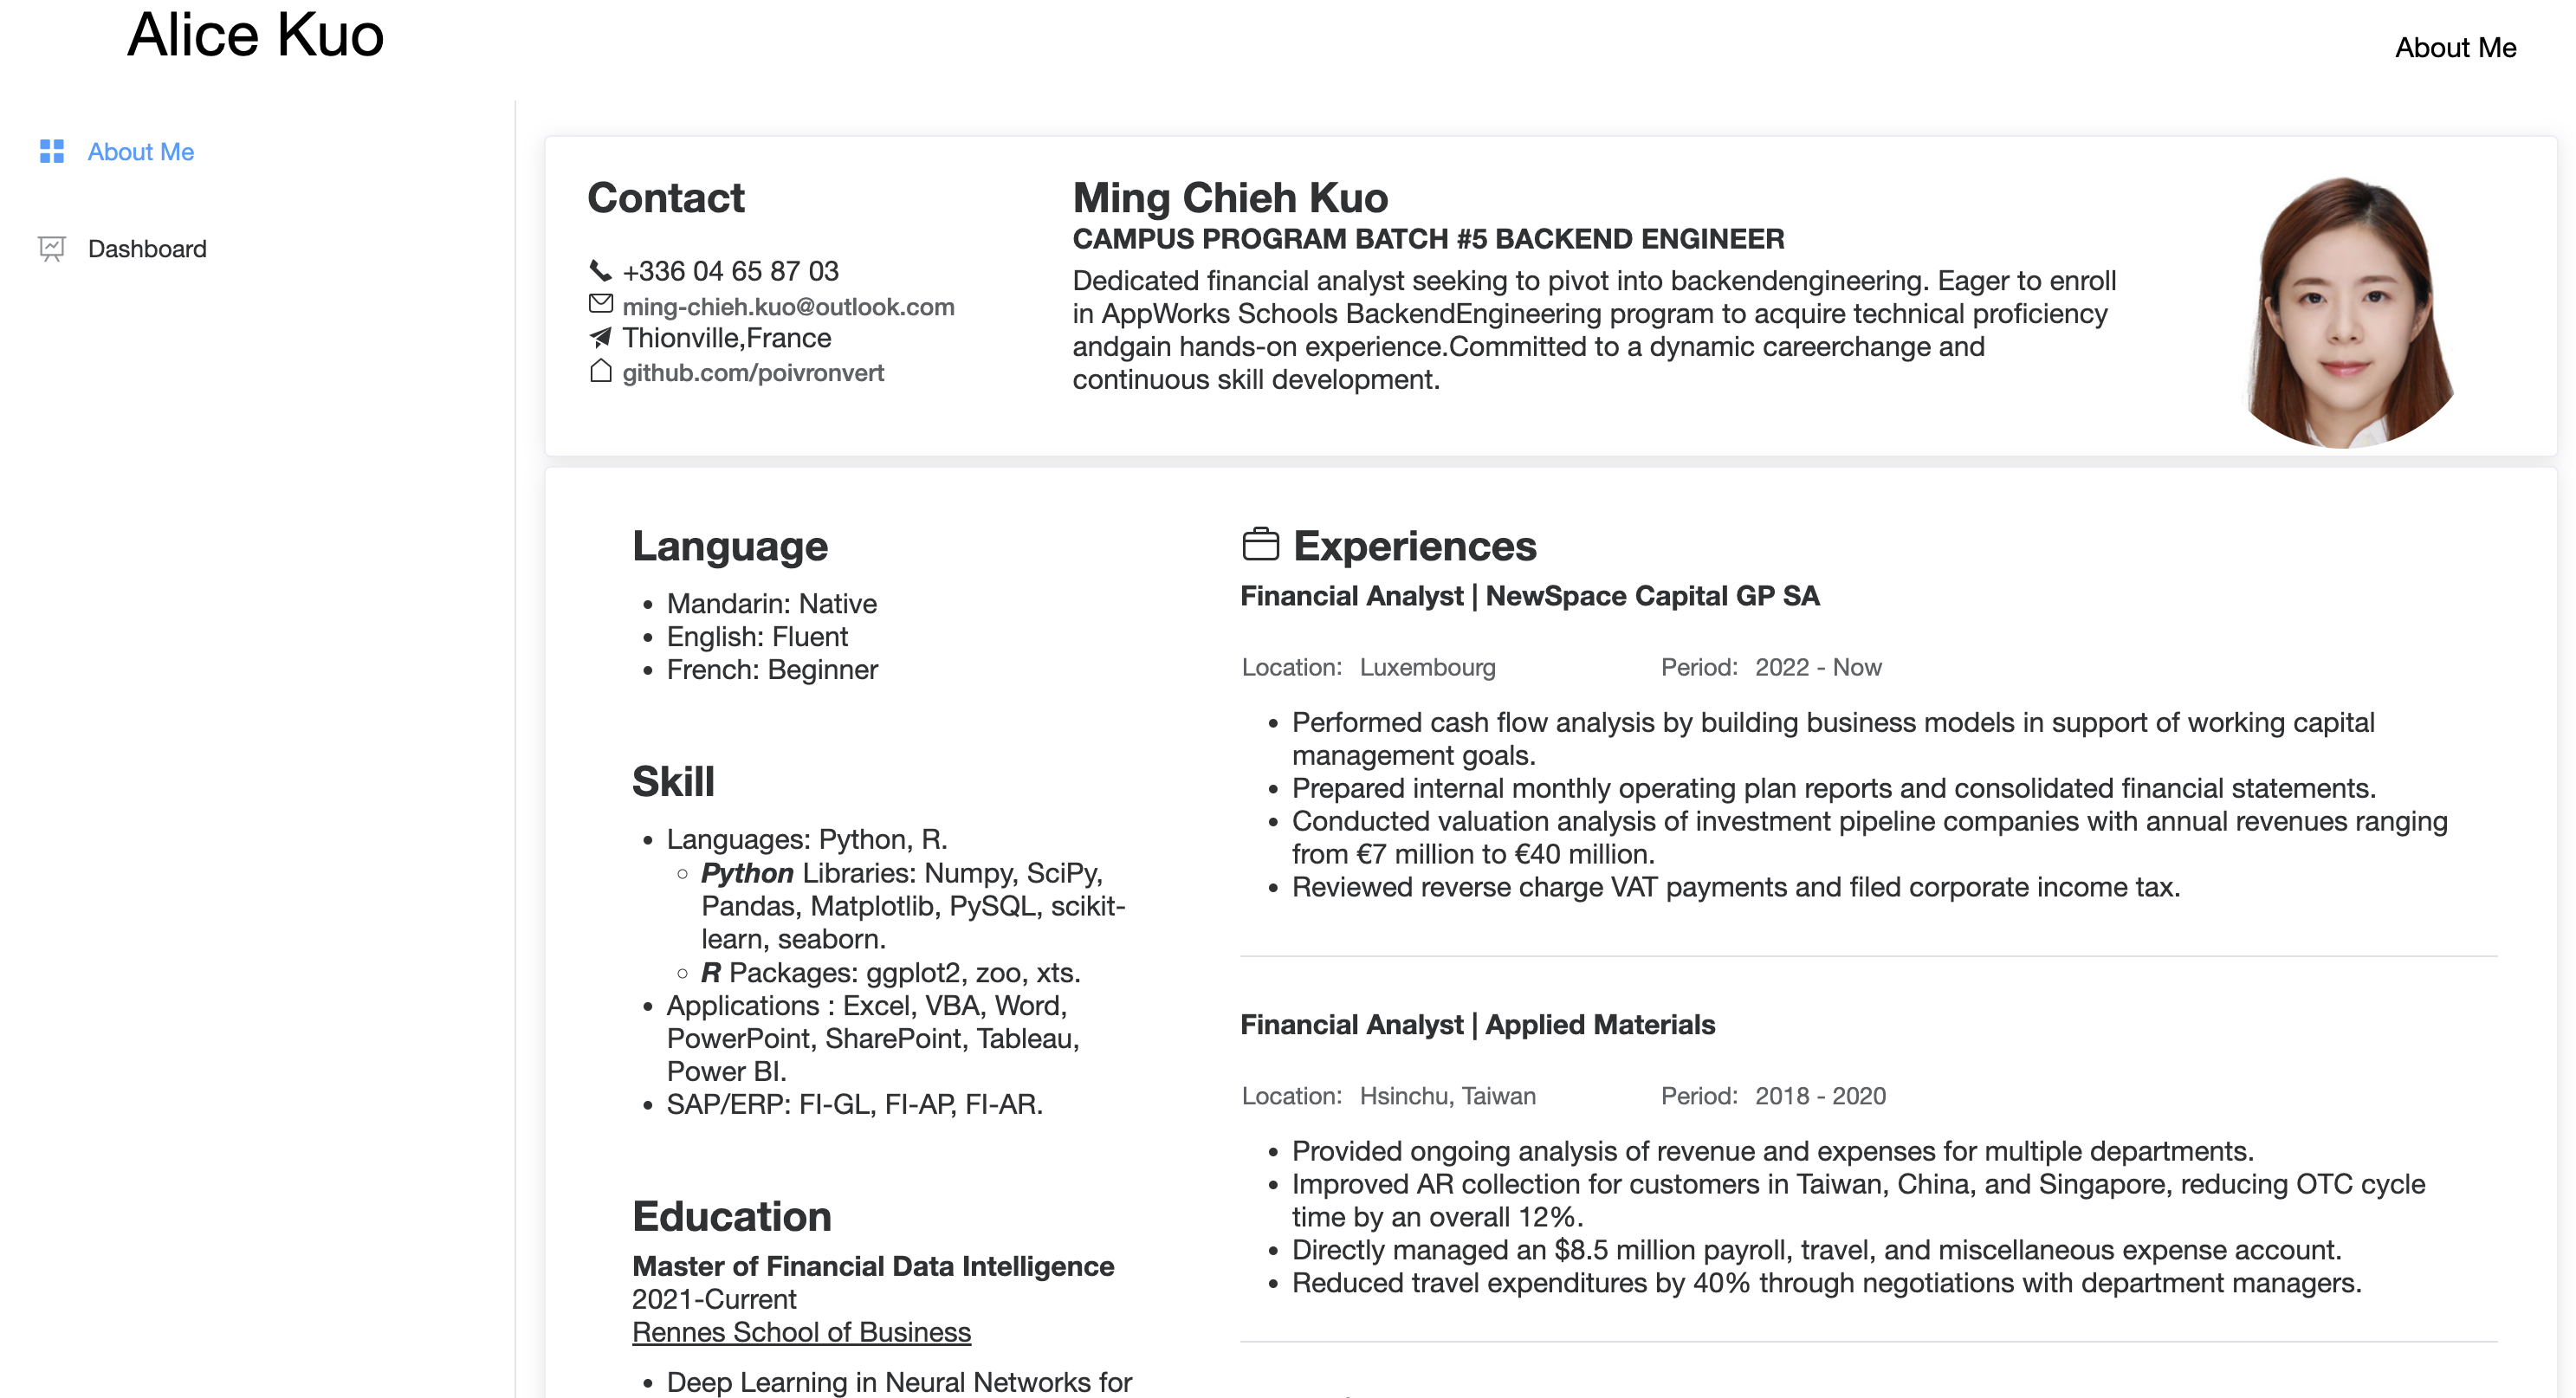 Alice Kuo
About Me
About Me
Dashboard
Contact
+336 04 65 87 03
ming-chieh.kuo@outlook.com
Thionville,France
github.com/poivronvert
Ming Chieh Kuo
CAMPUS PROGRAM BATCH #5 BACKEND ENGINEER
Dedicated financial analyst seeking to pivot into backendengineering. Eager to enroll
in AppWorks Schools BackendEngineering program to acquire technical proficiency
andgain hands-on experience.Committed to a dynamic careerchange and
continuous skill development.
Language
• Mandarin: Native
• English: Fluent
• French: Beginner
Skill
• Languages: Python, R.
◦ Python Libraries: Numpy, SciPy,
Pandas, Matplotlib, PySQL, scikit-
learn, seaborn.
◦ R Packages: ggplot2, zoo, xts.
• Applications : Excel, VBA, Word,
PowerPoint, SharePoint, Tableau,
Power BI.
• SAP/ERP: FI-GL, FI-AP, FI-AR.
Education
Master of Financial Data Intelligence
2021-Current
Rennes School of Business
• Deep Learning in Neural Networks for
Experiences
Financial Analyst | NewSpace Capital GP SA
Location: Luxembourg Period: 2022 - Now
• Performed cash flow analysis by building business models in support of working capital
management goals.
• Prepared internal monthly operating plan reports and consolidated financial statements.
• Conducted valuation analysis of investment pipeline companies with annual revenues ranging
from €7 million to €40 million.
• Reviewed reverse charge VAT payments and filed corporate income tax.
Financial Analyst | Applied Materials
Location: Hsinchu, Taiwan Period: 2018 - 2020
• Provided ongoing analysis of revenue and expenses for multiple departments.
• Improved AR collection for customers in Taiwan, China, and Singapore, reducing OTC cycle
time by an overall 12%.
• Directly managed an $8.5 million payroll, travel, and miscellaneous expense account.
• Reduced travel expenditures by 40% through negotiations with department managers.